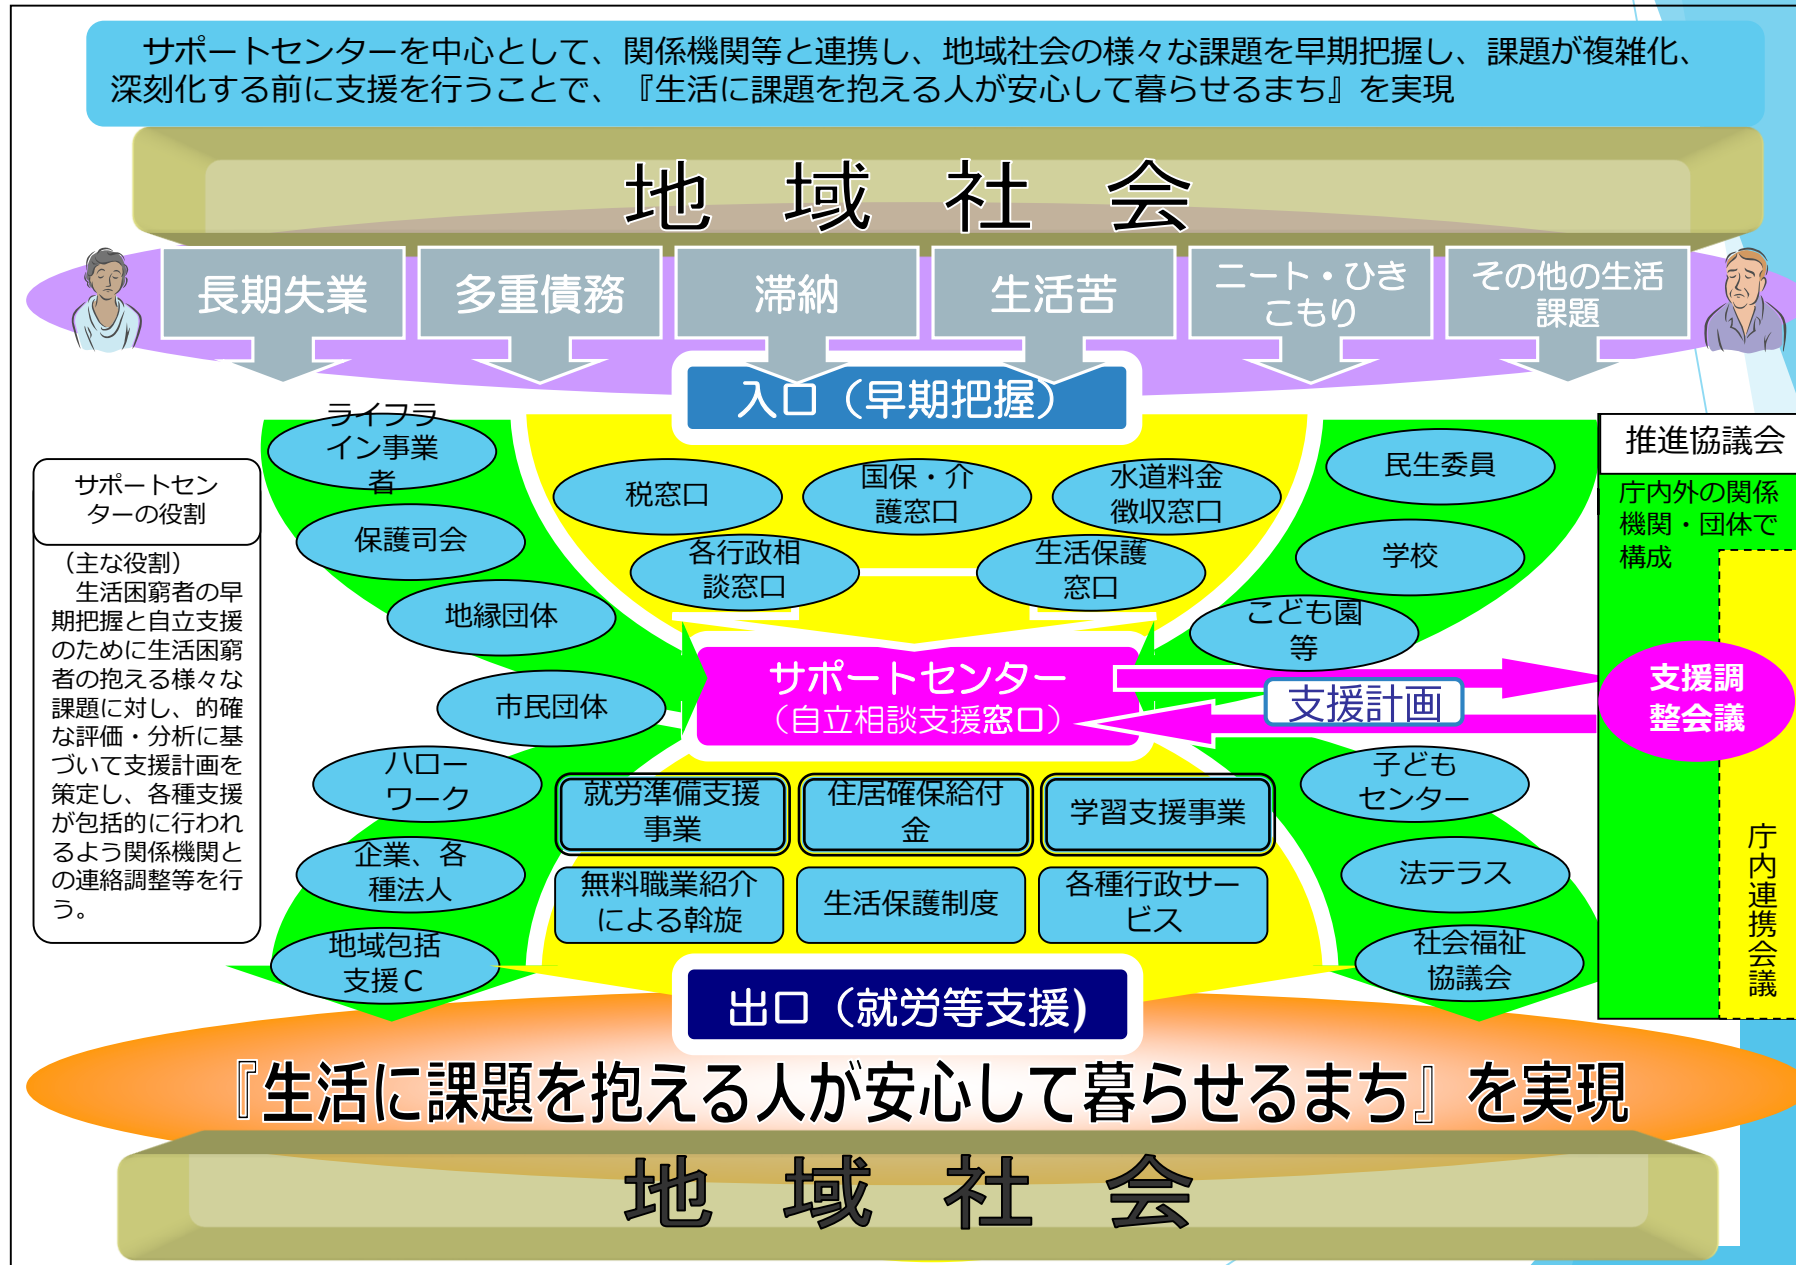 サポートセンターを中心として、関係機関等と連携し、地域社会の様々な課題を早期把握し、課題が複雑化、
深刻化する前に支援を行うことで、『生活に課題を抱える人が安心して暮らせるまち』を実現
地域社会
長期失業
多重債務
滞納
生活苦
ニート・ひき
こもり
その他の生活
課題
入口（早期把握）
ライフラ
イン事業
者
保護司会
地縁団体
市民団体
税窓口
国保・介
護窓口
水道料金
徴収窓口
各行政相
談窓口
生活保護
窓口
民生委員
学校
こども園
等
サポートセン
ターの役割
（主な役割）
生活困窮者の早
期把握と自立支援
のために生活困窮
者の抱える様々な
課題に対し、的確
な評価・分析に基
づいて支援計画を
策定し、各種支援
が包括的に行われ
るよう関係機関と
の連絡調整等を行
う。
サポートセンター
（自立相談支援窓口）
支援計画
推進協議会
庁内外の関係
機関・団体で
構成
支援調
整会議
庁内連携会議
ハロー
ワーク
企業、各
種法人
地域包括
支援Ｃ
就労準備支援
事業
住居確保給付
金
学習支援事業
無料職業紹介
による斡旋
生活保護制度
各種行政サー
ビス
子ども
センター
法テラス
社会福祉
協議会
出口（就労等支援)
『生活に課題を抱える人が安心して暮らせるまち』を実現
地域社会